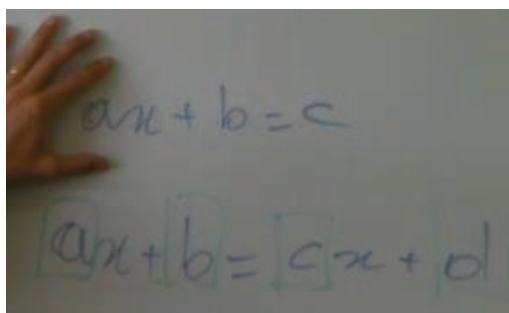 ax + b = c
ax + b = cx + d